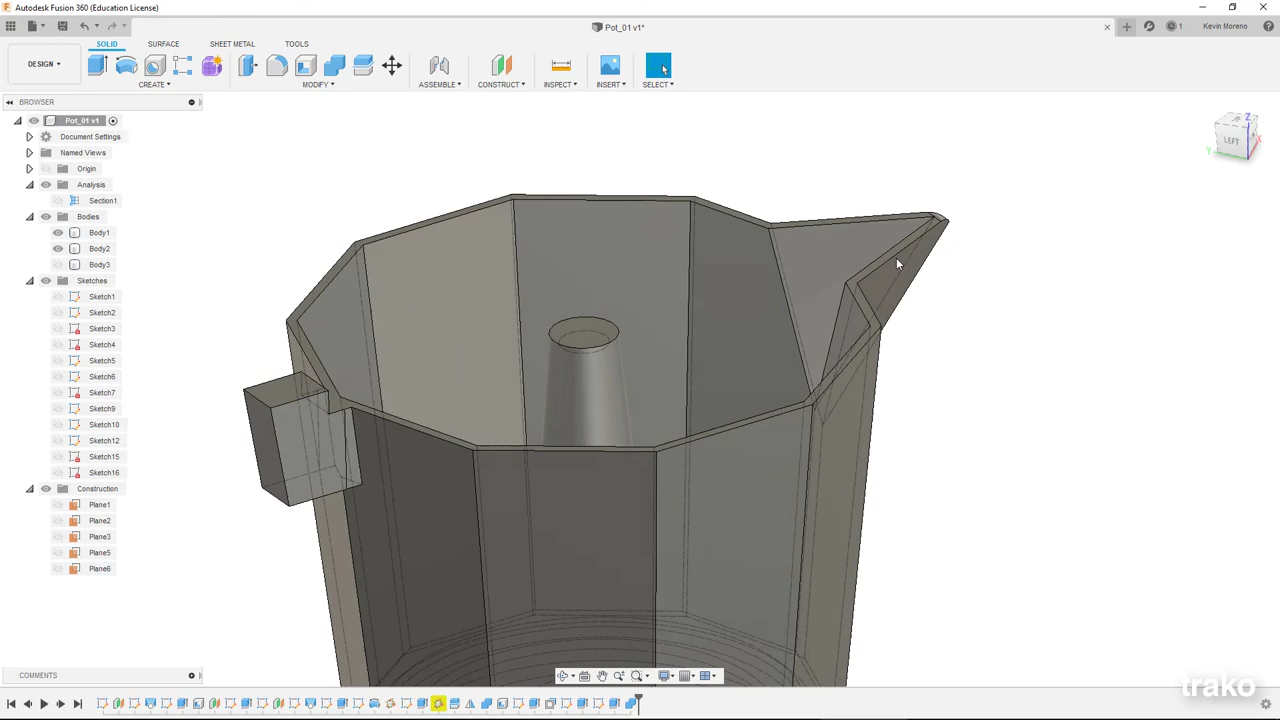 Autodesk Fusion 360 (Education License)
Pot_01 v1*
1
Kevin Moreno
DESIGN
SOLID
SURFACE
SHEET METAL
TOOLS
CREATE
MODIFY
ASSEMBLE
CONSTRUCT
INSPECT
INSERT
SELECT
BROWSER
Pot_01 v1
Document Settings
Named Views
Origin
Analysis
Section1
Bodies
Body1
Body2
Body3
Sketches
Sketch1
Sketch2
Sketch3
Sketch4
Sketch5
Sketch6
Sketch7
Sketch9
Sketch10
Sketch12
Sketch15
Sketch16
Construction
Plane1
Plane2
Plane3
Plane5
Plane6
Z
LEFT
Y
X
COMMENTS
trako